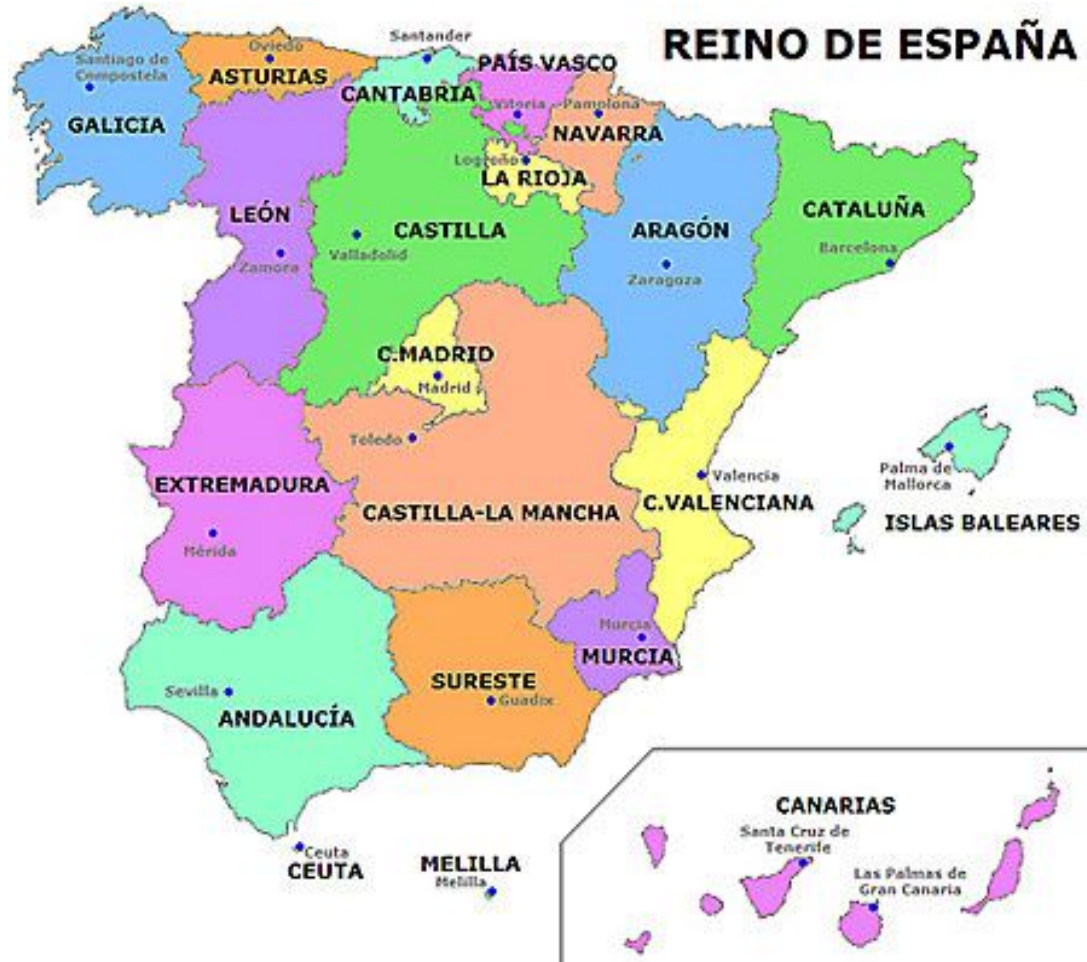 REINO DE ESPAÑA
Santander
Oviedo
Santiago de
Compostela
ASTURIAS
PAÍS VASCO
CANTABRIA
Vitoria
Pamplona
GALICIA
NAVARRA
Logroño
LA RIOJA
LEÓN
CASTILLA
ARAGÓN
CATALUÑA
Valladolid
Barcelona
Zamora
Zaragoza
C.MADRID
Madrid
Toledo
EXTREMADURA
Valencia
C.VALENCIANA
CASTILLA-LA MANCHA
Palma de
Mallorca
ISLAS BALEARES
Mérida
Murcia
MURCIA
SURESTE
Sevilla
Guadix
ANDALUCÍA
CANARIAS
Santa Cruz de
Tenerife
Ceuta
CEUTA
MELILLA
Melilla
Las Palmas de
Gran Canaria